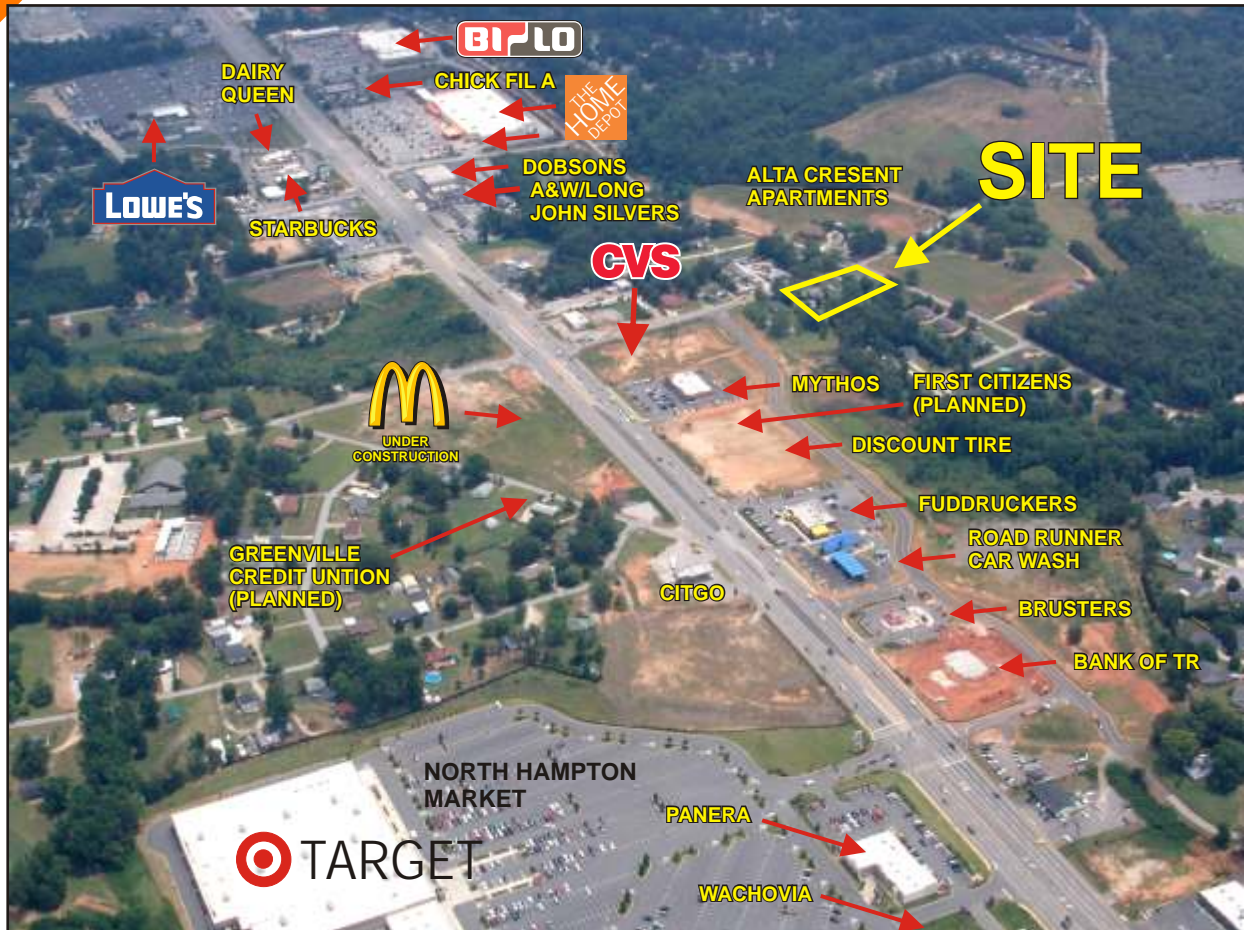 BI-LO
DAIRY
QUEEN
CHICK FIL A
THE
HOME
DEPOT
LOWE'S
STARBUCKS
DOBSONS
A&W/LONG
JOHN SILVERS
ALTA CRESENT
APARTMENTS
SITE
CVS
UNDER
CONSTRUCTION
MYTHOS
FIRST CITIZENS
(PLANNED)
DISCOUNT TIRE
FUDDRUCKERS
GREENVILLE
CREDIT UNTION
(PLANNED)
CITGO
ROAD RUNNER
CAR WASH
BRUSTERS
BANK OF TR
NORTH HAMPTON
MARKET
TARGET
PANERA
WACHOVIA